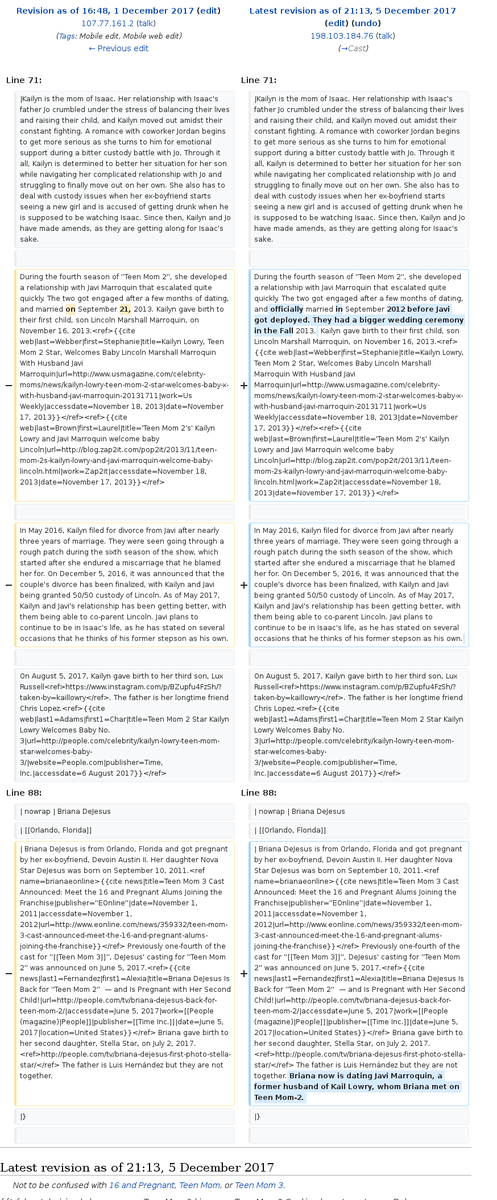 Revision as of 16:48, 1 December 2017 (edit)
107.77.161.2 (talk)
(Tags: Mobile edit, Mobile web edit)
← Previous edit
Latest revision as of 21:13, 5 December 2017
(edit) (undo)
198.103.184.76 (talk)
(→Cast)
Line 71:
Line 71:
|Kailyn is the mom of Isaac. Her relationship with Isaac's
father Jo crumbled under the stress of balancing their lives
and raising their child, and Kailyn moved out amidst their
constant fighting. A romance with coworker Jordan begins
to get more serious as she turns to him for emotional
support during a bitter custody battle with Jo. Through it
all, Kailyn is determined to better her situation for her son
while navigating her complicated relationship with Jo and
struggling to finally move out on her own. She also has to
deal with custody issues when her ex-boyfriend starts
seeing a new girl and is accused of getting drunk when he
is supposed to be watching Isaac. Since then, Kailyn and Jo
have made amends, as they are getting along for Isaac's
sake.
|Kailyn is the mom of Isaac. Her relationship with Isaac's
father Jo crumbled under the stress of balancing their lives
and raising their child, and Kailyn moved out amidst their
constant fighting. A romance with coworker Jordan begins
to get more serious as she turns to him for emotional
support during a bitter custody battle with Jo. Through it
all, Kailyn is determined to better her situation for her son
while navigating her complicated relationship with Jo and
struggling to finally move out on her own. She also has to
deal with custody issues when her ex-boyfriend starts
seeing a new girl and is accused of getting drunk when he
is supposed to be watching Isaac. Since then, Kailyn and Jo
have made amends, as they are getting along for Isaac's
sake.
−
During the fourth season of ''Teen Mom 2'', she developed
a relationship with Javi Marroquin that escalated quite
quickly. The two got engaged after a few months of dating,
and married on September 21, 2013. Kailyn gave birth to
their first child, son Lincoln Marshall Marroquin, on
November 16, 2013.<ref>{{cite
web|last=Webber|first=Stephanie|title=Kailyn Lowry, Teen
Mom 2 Star, Welcomes Baby Lincoln Marshall Marroquin
With Husband Javi
Marroquin|url=http://www.usmagazine.com/celebrity-
moms/news/kailyn-lowry-teen-mom-2-star-welcomes-baby-x-
with-husband-javi-marroquin-20131711|work=Us
Weekly|accessdate=November 18, 2013|date=November
17, 2013}}</ref><ref>{{cite
web|last=Brown|first=Laurel|title='Teen Mom 2's' Kailyn
Lowry and Javi Marroquin welcome baby
Lincoln|url=http://blog.zap2it.com/pop2it/2013/11/teen-
mom-2s-kailyn-lowry-and-javi-marroquin-welcome-baby-
lincoln.html|work=Zap2it|accessdate=November 18,
2013|date=November 17, 2013}}</ref>
+
During the fourth season of ''Teen Mom 2'', she developed
a relationship with Javi Marroquin that escalated quite
quickly. The two got engaged after a few months of dating,
and officially married in September 2012 before Javi
got deployed. They had a bigger wedding ceremony
in the Fall 2013. Kailyn gave birth to their first child, son
Lincoln Marshall Marroquin, on November 16, 2013.<ref>
{{cite
web|last=Webber|first=Stephanie|title=Kailyn Lowry, Teen
Mom 2 Star, Welcomes Baby Lincoln Marshall Marroquin
With Husband Javi
Marroquin|url=http://www.usmagazine.com/celebrity-
moms/news/kailyn-lowry-teen-mom-2-star-welcomes-baby-x-
with-husband-javi-marroquin-20131711|work=Us
Weekly|accessdate=November 18, 2013|date=November
17, 2013}}</ref><ref>{{cite
web|last=Brown|first=Laurel|title='Teen Mom 2's' Kailyn
Lowry and Javi Marroquin welcome baby
Lincoln|url=http://blog.zap2it.com/pop2it/2013/11/teen-
mom-2s-kailyn-lowry-and-javi-marroquin-welcome-baby-
lincoln.html|work=Zap2it|accessdate=November 18,
2013|date=November 17, 2013}}</ref>
−
In May 2016, Kailyn filed for divorce from Javi after nearly
three years of marriage. They were seen going through a
rough patch during the sixth season of the show, which
started after she endured a miscarriage that he blamed
her for. On December 5, 2016, it was announced that the
couple's divorce has been finalized, with Kailyn and Javi
being granted 50/50 custody of Lincoln. As of May 2017,
Kailyn and Javi's relationship has been getting better, with
them being able to co-parent Lincoln. Javi plans to
continue to be in Isaac's life, as he has stated on several
occasions that he thinks of his former stepson as his own.
+
In May 2016, Kailyn filed for divorce from Javi after nearly
three years of marriage. They were seen going through a
rough patch during the sixth season of the show, which
started after she endured a miscarriage that he blamed
her for. On December 5, 2016, it was announced that the
couple's divorce has been finalized, with Kailyn and Javi
being granted 50/50 custody of Lincoln. As of May 2017,
Kailyn and Javi's relationship has been getting better, with
them being able to co-parent Lincoln. Javi plans to
continue to be in Isaac's life, as he has stated on several
occasions that he thinks of his former stepson as his own.
On August 5, 2017, Kailyn gave birth to her third son, Lux
Russell<ref>https://www.instagram.com/p/BZupfu4FzSh/?
taken-by=kaillowry</ref>. The father is her longtime friend
Chris Lopez.<ref>{{cite
web|last1=Adams|first1=Char|title=Teen Mom 2 Star Kailyn
Lowry Welcomes Baby No.
3|url=http://people.com/celebrity/kailyn-lowry-teen-mom-
star-welcomes-baby-
3/|website=People.com|publisher=Time,
Inc.|accessdate=6 August 2017}}</ref>
On August 5, 2017, Kailyn gave birth to her third son, Lux
Russell<ref>https://www.instagram.com/p/BZupfu4FzSh/?
taken-by=kaillowry</ref>. The father is her longtime friend
Chris Lopez.<ref>{{cite
web|last1=Adams|first1=Char|title=Teen Mom 2 Star Kailyn
Lowry Welcomes Baby No.
3|url=http://people.com/celebrity/kailyn-lowry-teen-mom-
star-welcomes-baby-
3/|website=People.com|publisher=Time,
Inc.|accessdate=6 August 2017}}</ref>
Line 88:
Line 88:
| nowrap | Briana DeJesus
| nowrap | Briana DeJesus
| [[Orlando, Florida]]
| [[Orlando, Florida]]
−
| Briana DeJesus is from Orlando, Florida and got pregnant
by her ex-boyfriend, Devoin Austin II. Her daughter Nova
Star DeJesus was born on September 10, 2011.<ref
name=brianaeonline>{{cite news|title=Teen Mom 3 Cast
Announced: Meet the 16 and Pregnant Alums Joining the
Franchise|publisher=''EOnline''|date=November 1,
2011|accessdate=November 1,
2012|url=http://www.eonline.com/news/359332/teen-mom-
3-cast-announced-meet-the-16-and-pregnant-alums-
joining-the-franchise}}</ref> Previously one-fourth of the
cast for ''[[Teen Mom 3]]'', DeJesus' casting for ''Teen Mom
2'' was announced on June 5, 2017.<ref>{{cite
news|last1=Fernandez|first1=Alexia|title=Briana DeJesus Is
Back for ''Teen Mom 2''  — and Is Pregnant with Her Second
Child!|url=http://people.com/tv/briana-dejesus-back-for-
teen-mom-2/|accessdate=June 5, 2017|work=[[People
(magazine)|People]]|publisher=[[Time Inc.]]|date=June 5,
2017|location=United States}}</ref> Briana gave birth to
her second daughter, Stella Star, on July 2, 2017.
<ref>http://people.com/tv/briana-dejesus-first-photo-stella-
star/</ref> The father is Luis Hernández but they are not
together.
+
| Briana DeJesus is from Orlando, Florida and got pregnant
by her ex-boyfriend, Devoin Austin II. Her daughter Nova
Star DeJesus was born on September 10, 2011.<ref
name=brianaeonline>{{cite news|title=Teen Mom 3 Cast
Announced: Meet the 16 and Pregnant Alums Joining the
Franchise|publisher=''EOnline''|date=November 1,
2011|accessdate=November 1,
2012|url=http://www.eonline.com/news/359332/teen-mom-
3-cast-announced-meet-the-16-and-pregnant-alums-
joining-the-franchise}}</ref> Previously one-fourth of the
cast for ''[[Teen Mom 3]]'', DeJesus' casting for ''Teen Mom
2'' was announced on June 5, 2017.<ref>{{cite
news|last1=Fernandez|first1=Alexia|title=Briana DeJesus Is
Back for ''Teen Mom 2''  — and Is Pregnant with Her Second
Child!|url=http://people.com/tv/briana-dejesus-back-for-
teen-mom-2/|accessdate=June 5, 2017|work=[[People
(magazine)|People]]|publisher=[[Time Inc.]]|date=June 5,
2017|location=United States}}</ref> Briana gave birth to
her second daughter, Stella Star, on July 2, 2017.
<ref>http://people.com/tv/briana-dejesus-first-photo-stella-
star/</ref> The father is Luis Hernández but they are not
together. Briana now is dating Javi Marroquin, a
former husband of Kail Lowry, whom Briana met on
Teen Mom-2.
|}
|}
Latest revision as of 21:13, 5 December 2017
Not to be confused with 16 and Pregnant, Teen Mom, or Teen Mom 3.